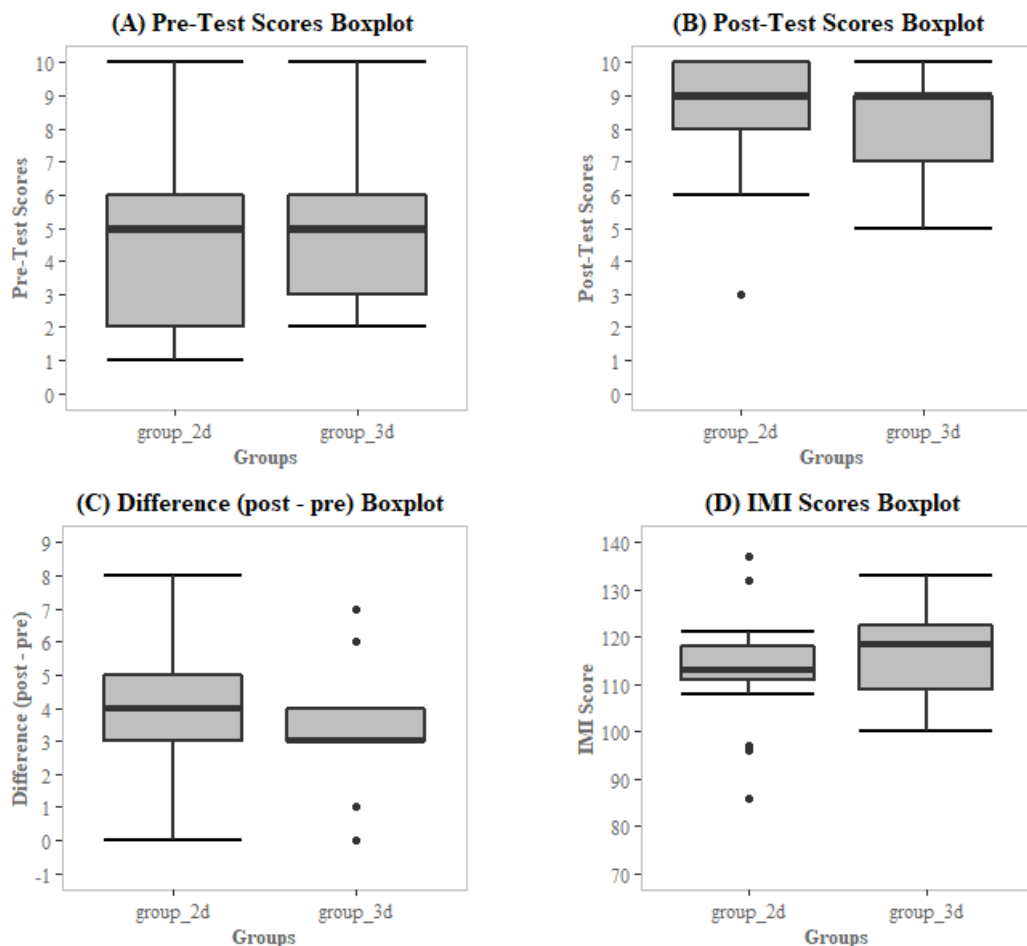 (A) Pre-Test Scores Boxplot
Pre-Test Scores
10
9
8
7
6
5
4
3
2
1
0
group_2d
group_3d
Groups
(B) Post-Test Scores Boxplot
Post-Test Scores
10
9
8
7
6
5
4
3
2
1
0
group_2d
group_3d
Groups
(C) Difference (post - pre) Boxplot
Difference (post - pre)
9
8
7
6
5
4
3
2
1
0
-1
group_2d
group_3d
Groups
(D) IMI Scores Boxplot
IMI Score
140
130
120
110
100
90
80
70
group_2d
group_3d
Groups